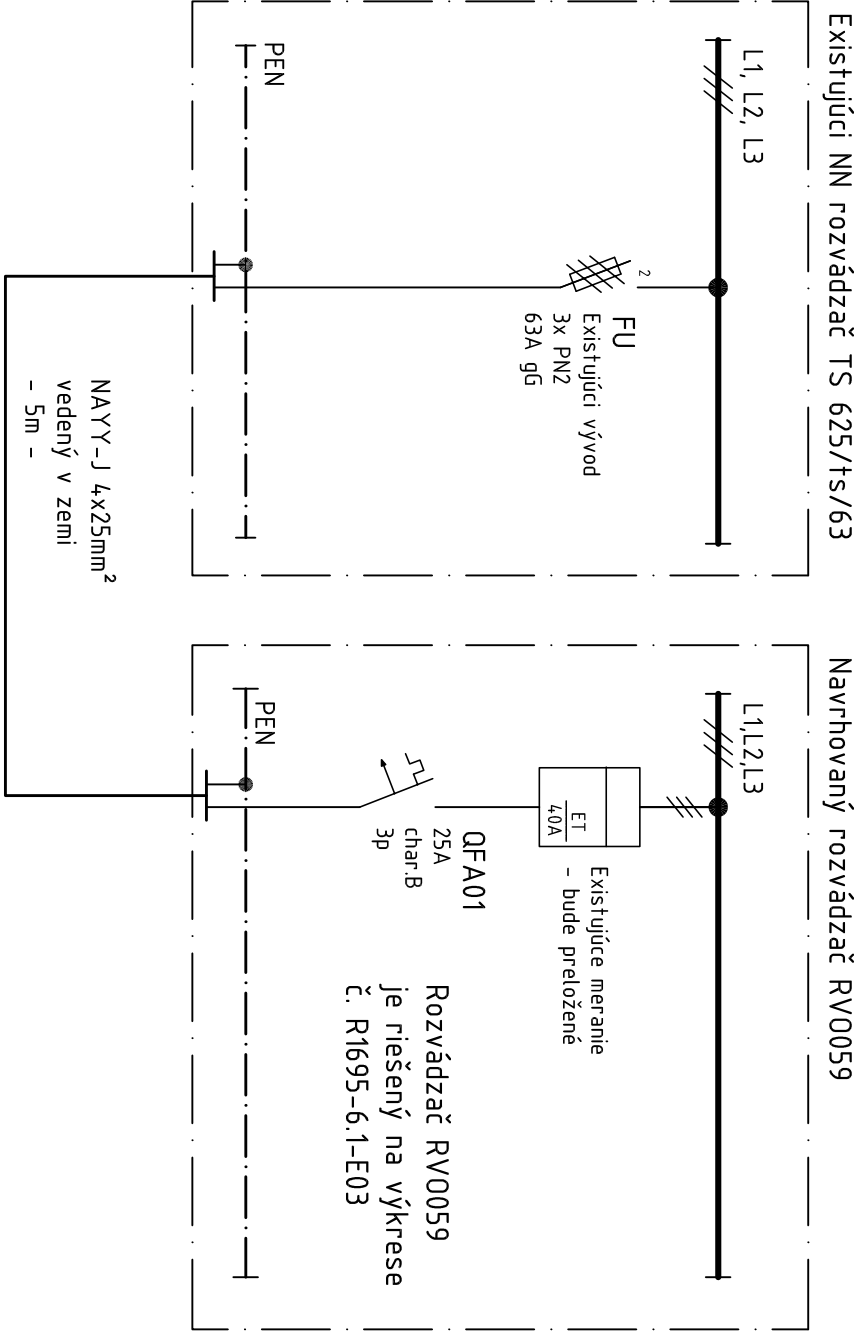 Existujúci NN rozvádzač TS 625/ts/63
L1, L2, L3
2
FU
Existujúci vývod
3x PN2
63A gG
PEN
NAYY-J 4x25mm²
vedený v zemi
- 5m -
Navrhovaný rozvádzač RVO059
L1,L2,L3
ET
40A
Existujúce meranie
- bude preložené
QFA01
25A
char.B
3p
PEN
Rozvádzač RVO059
je riešený na výkrese
č. R1695-6.1-E03